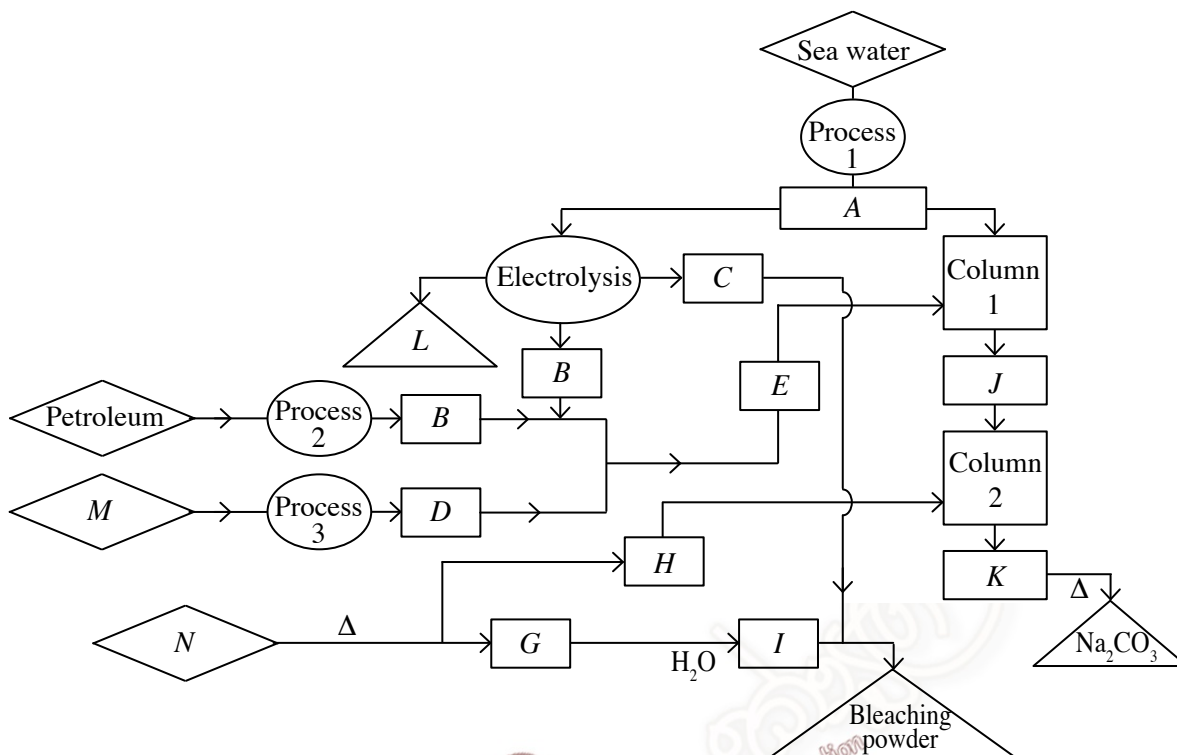 Sea water
Process
1
A
Electrolysis
C
Column
1
L
B
E
J
Petroleum
Process
2
B
Column
2
M
Process
3
D
H
K
Δ
N
Δ
G
H₂O
I
Na₂CO₃
Bleaching
powder